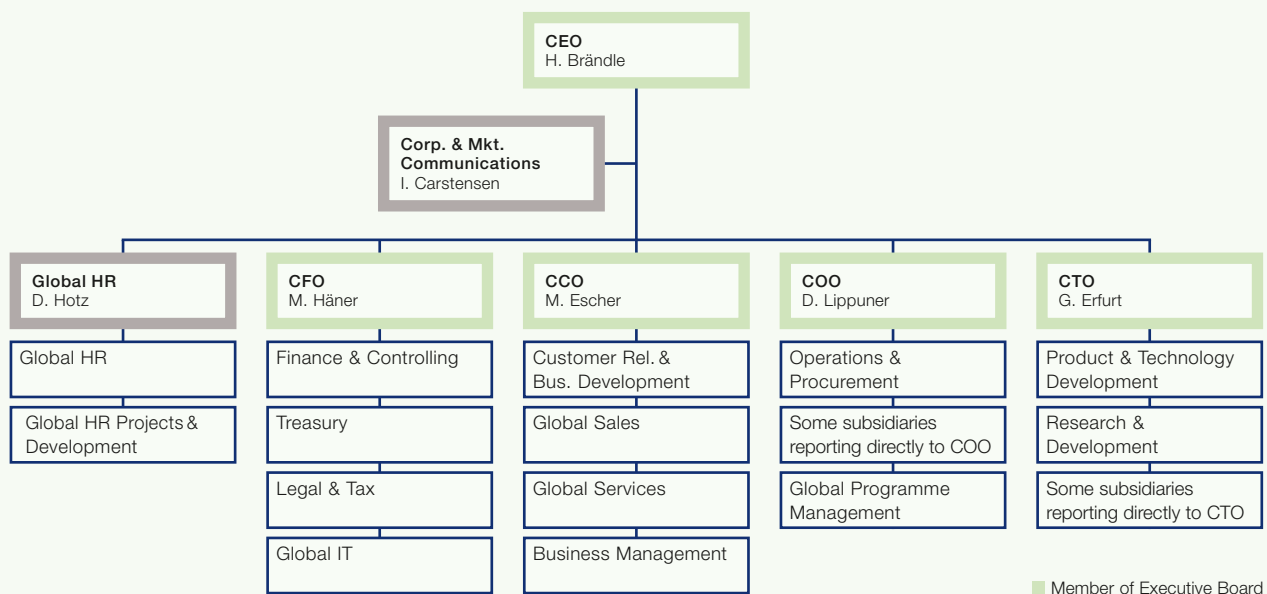 CEO
H. Brändle
Corp. & Mkt.
Communications
I. Carstensen
Global HR
D. Hotz
CFO
M. Häner
CCO
M. Escher
COO
D. Lippuner
CTO
G. Erfurt
Global HR
Global HR Projects &
Development
Finance & Controlling
Treasury
Legal & Tax
Global IT
Customer Rel. &
Bus. Development
Global Sales
Global Services
Business Management
Operations &
Procurement
Some subsidiaries
reporting directly to COO
Global Programme
Management
Product & Technology
Development
Research &
Development
Some subsidiaries
reporting directly to CTO
Member of Executive Board